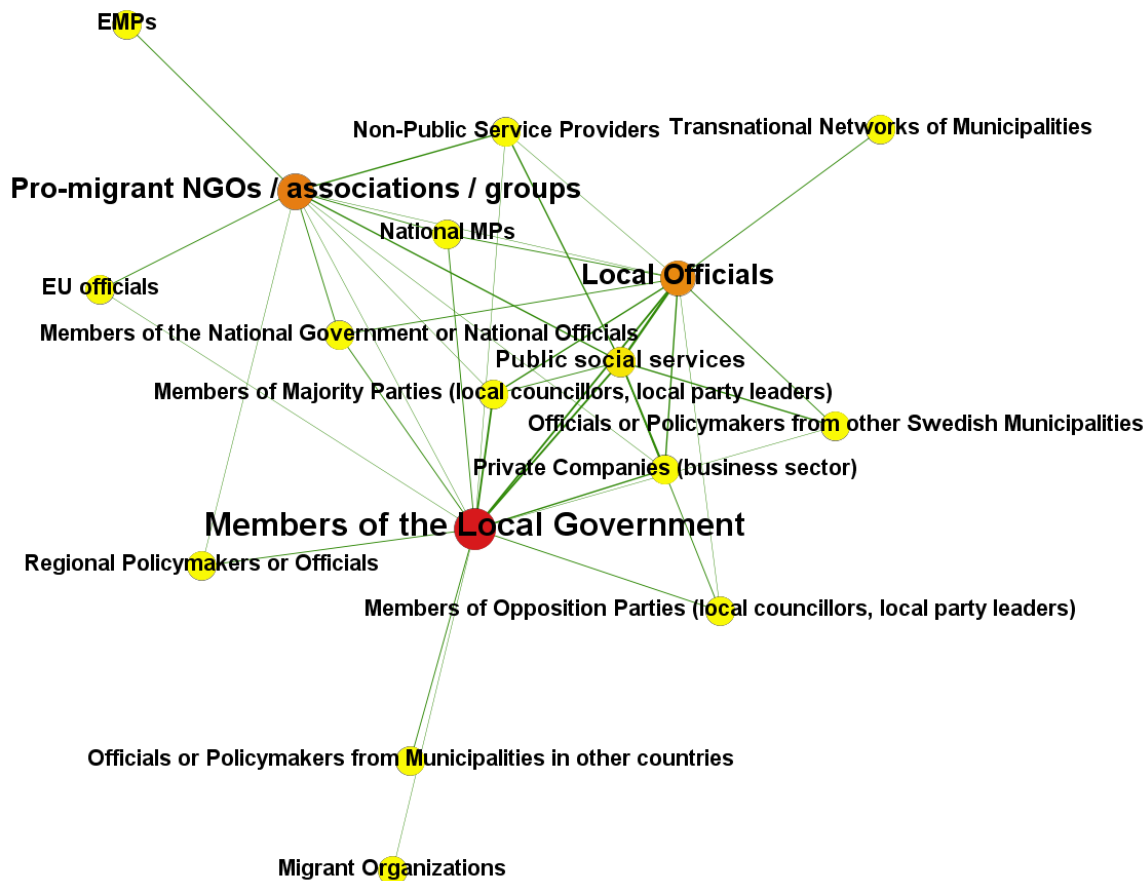 EMPs
Non-Public Service Providers
Transnational Networks of Municipalities
Pro-migrant NGOs / associations / groups
National MPs
Local Officials
EU officials
Members of the National Government or National Officials
Public social services
Members of Majority Parties (local councillors, local party leaders)
Officials or Policymakers from other Swedish Municipalities
Private Companies (business sector)
Members of the Local Government
Regional Policymakers or Officials
Members of Opposition Parties (local councillors, local party leaders)
Officials or Policymakers from Municipalities in other countries
Migrant Organizations